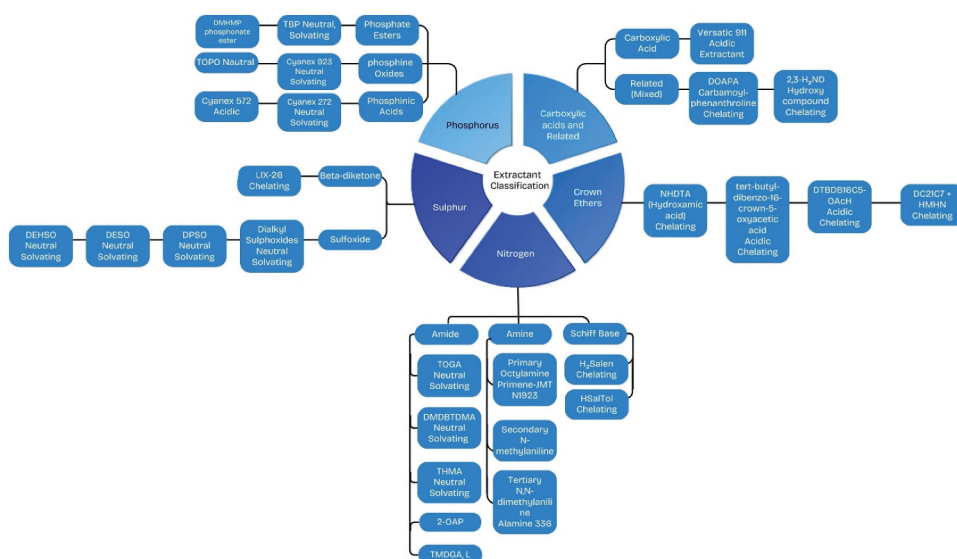 DMHMP
phosphonate
ester
TBP Neutral,
Solvating
Phosphate
Esters
TOPO Nautral
Cyanex 923
Neutral
Solvating
phosphine
Oxides
Cyanex 572
Acidic
Cyanex 272
Neutral
Solvating
Phosphinic
Acids
Phosphorus
Carboxylic
acids and
Related
Carboxylic
Acid
Versatic 911
Acidic
Extractant
Related
(Mixed)
DOAPA
Carbamoyl-
phenanthroline
Chelating
2,3-H₂ND
Hydroxy
compound
Chelating
Extractant
Classification
Sulphur
LIX-26
Chelating
Beta-diketone
DEHSO
Neutral
Solvating
DESO
Neutral
Solvating
DPSO
Neutral
Solvating
Dialkyl
Sulphoxides
Neutral
Solvating
Sulfoxide
Crown
Ethers
NHDTA
(Hydroxamic
acid)
Chelating
tert-butyl-
dibenzo-16-
crown-5-
oxyacetic
acid
Acidic
Chelating
DTBDB16C5-
OAcH
Acidic
Chelating
DC21C7 +
HMHN
Chelating
Nitrogen
Amide
TOGA
Neutral
Solvating
DMDBTDMA
Neutral
Solvating
THMA
Neutral
Solvating
2-OAP
TMDGA, L
Amine
Primary
Octylamine
Primene-JMT
N1923
Secondary
N-
methylaniline
Tertiary
N,N-
dimethylanili
ne
Alamine 336
Schiff Base
H₂Salen
Chelating
HSalTol
Chelating